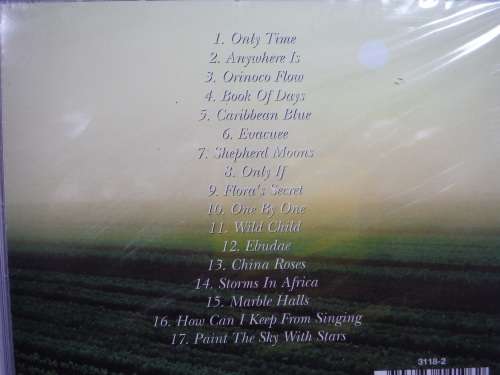 1. Only Time
2. Anywhere Is
3. Orinoco Flow
4. Book Of Days
5. Caribbean Blue
6. Evacuee
7. Shepherd Moons
8. Only If
9. Flora's Secret
10. One By One
11. Wild Child
12. Ebudae
13. China Roses
14. Storms In Africa
15. Marble Halls
16. How Can I Keep From Singing
17. Paint The Sky With Stars
3118-2